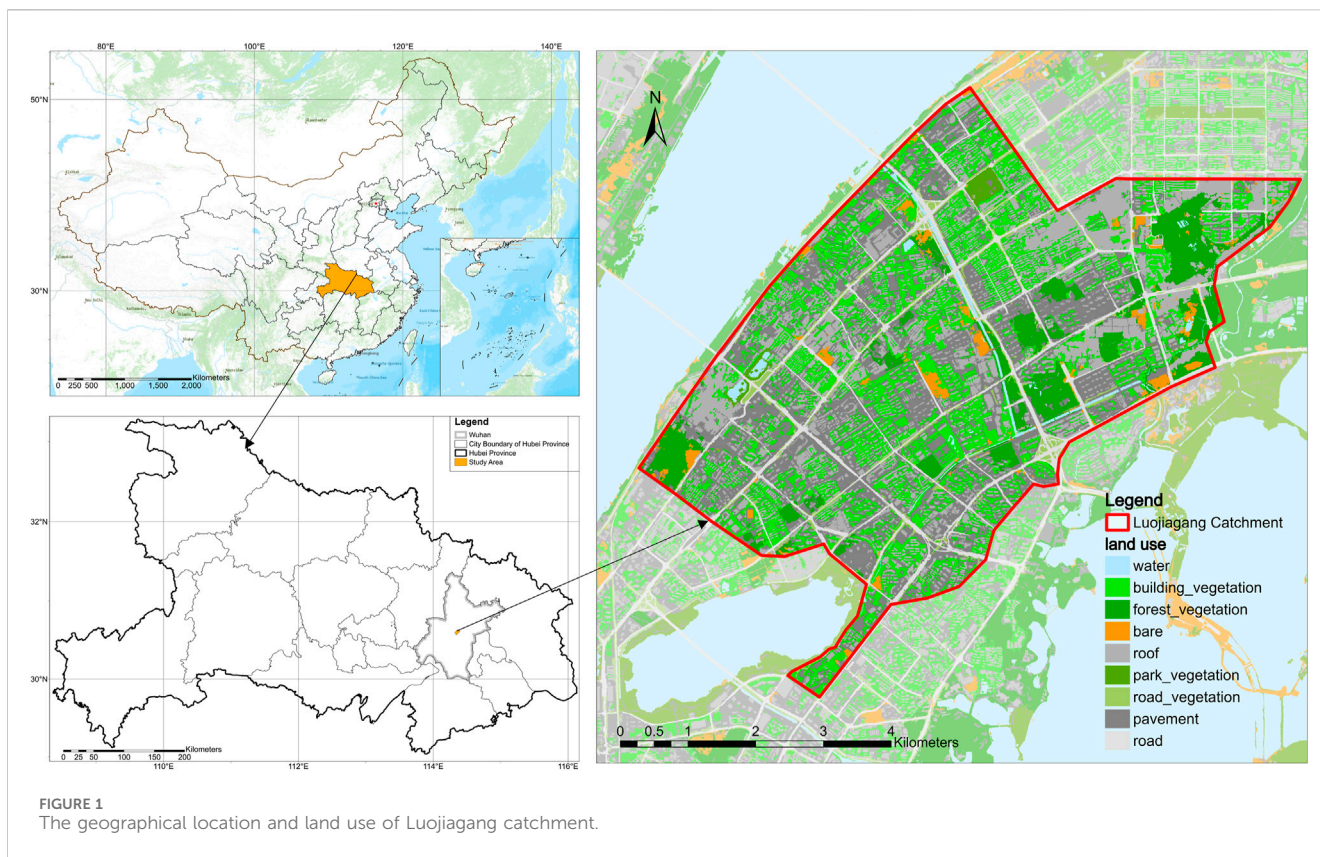 80°E 100°E 120°E 140°E
50°N
30°N
Kilometers
0 250 500 1,000 1,500 2,000
Legend
Wuhan
City Boundary of Hubei Province
Hubei Province
Study Area
32°N
30°N
Kilometers
0 25 50 100 150 200
110°E 112°E 114°E 116°E
N
Legend
Luojiagang Catchment
land use
water
building_vegetation
forest_vegetation
bare
roof
park_vegetation
road_vegetation
pavement
road
0 0.5 1 2 3 4
Kilometers
FIGURE 1
The geographical location and land use of Luojiagang catchment.